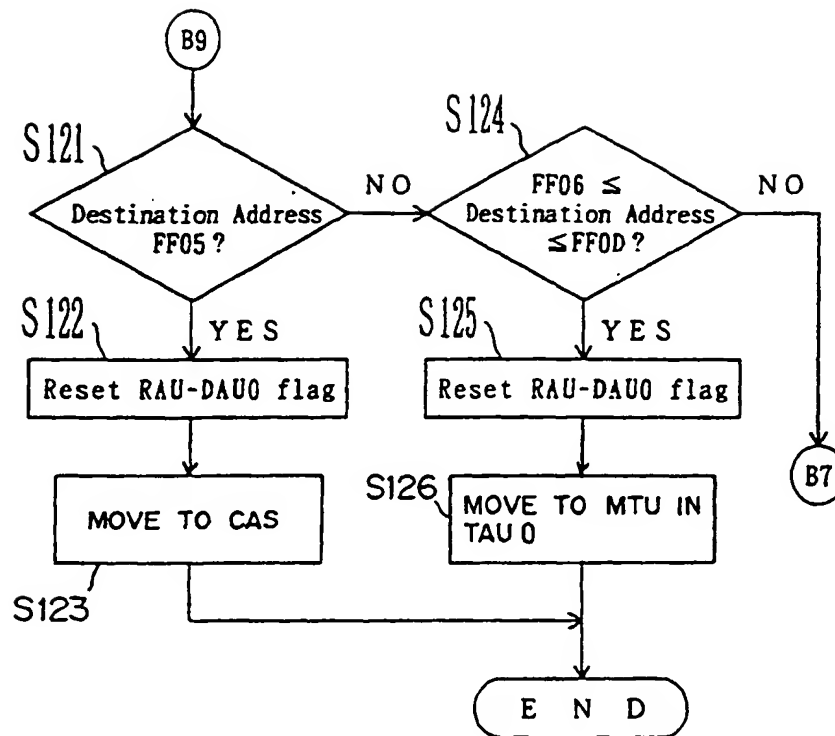 B9
S121
Destination Address
FF05?
NO
S124
FF06 ≤
Destination Address
≤FF0D?
NO
S122
YES
Reset RAU-DAU0 flag
S125
YES
Reset RAU-DAU0 flag
B7
MOVE TO CAS
S123
S126
MOVE TO MTU IN
TAU 0
END